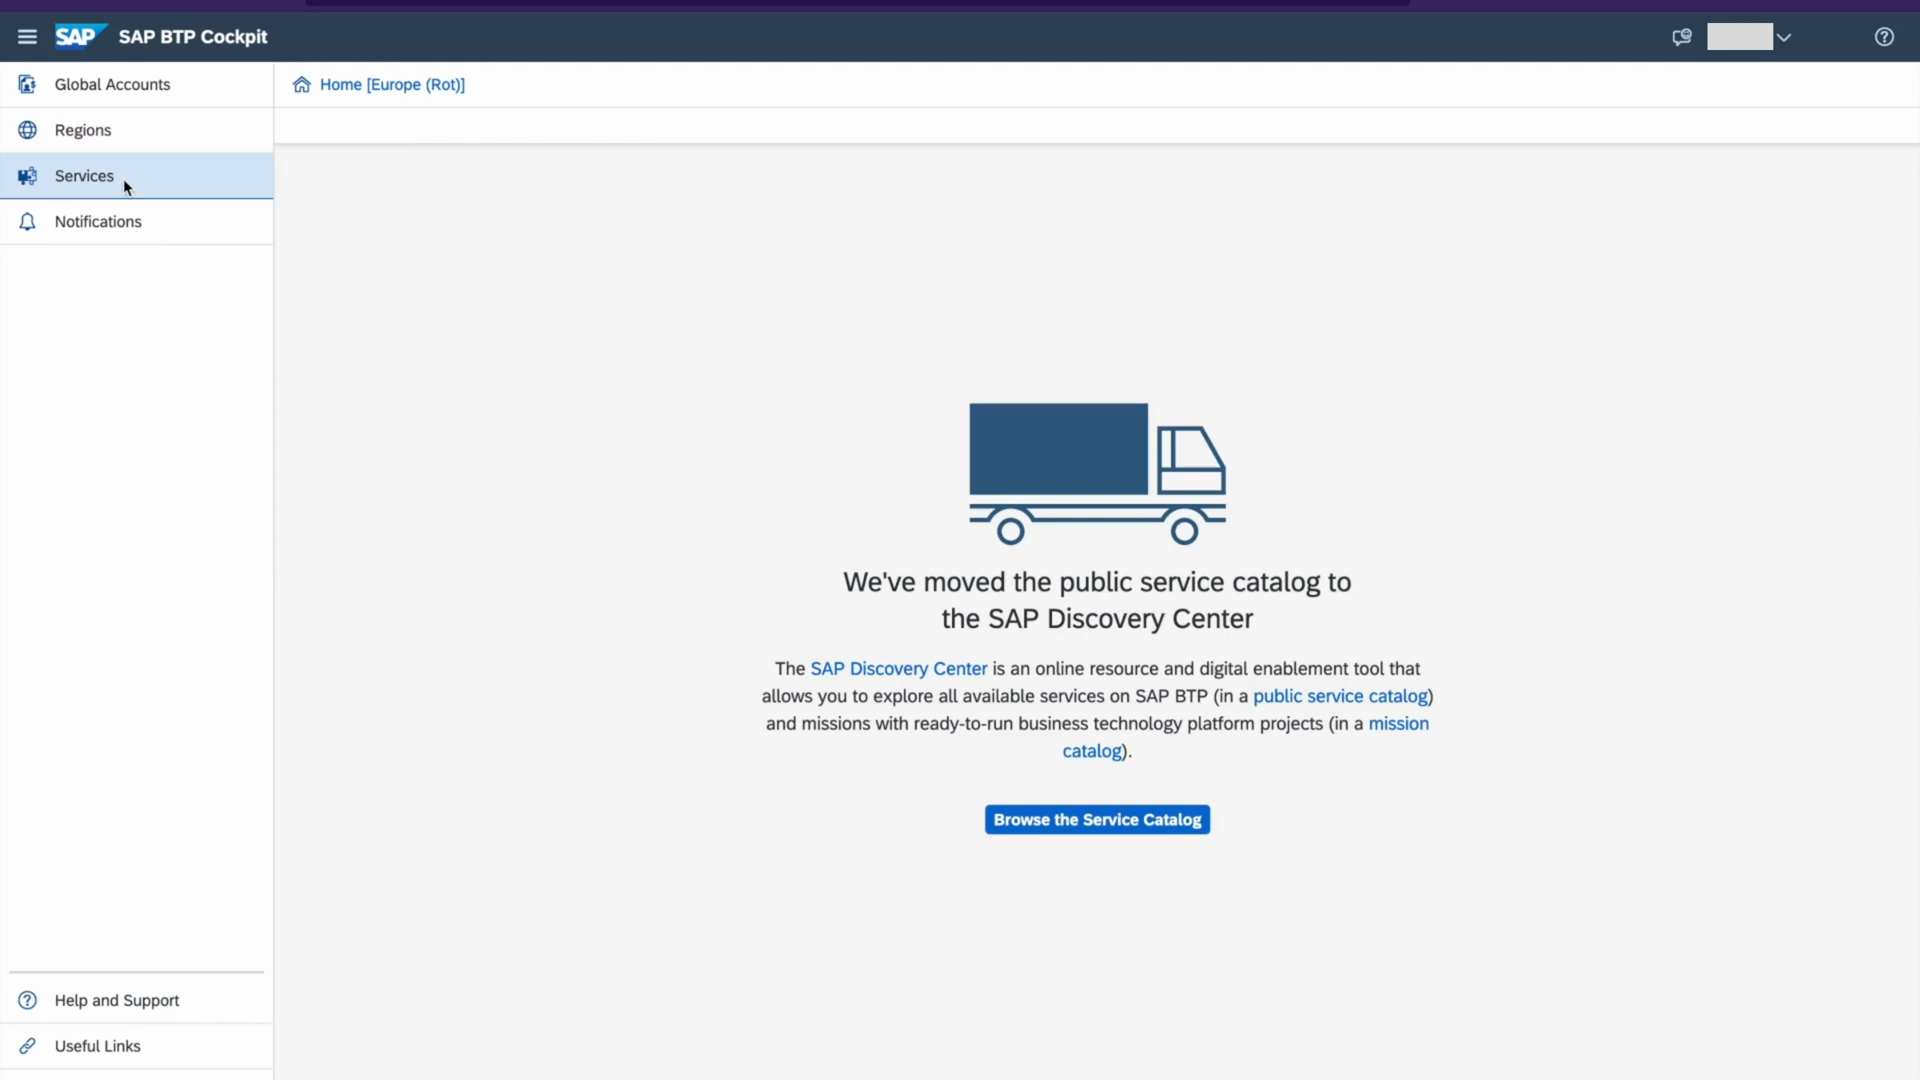 SAP SAP BTP Cockpit
Global Accounts
Home [Europe (Rot)]
Regions
Services
Notifications
We've moved the public service catalog to
the SAP Discovery Center
The SAP Discovery Center is an online resource and digital enablement tool that
allows you to explore all available services on SAP BTP (in a public service catalog)
and missions with ready-to-run business technology platform projects (in a mission
catalog).
Browse the Service Catalog
Help and Support
Useful Links